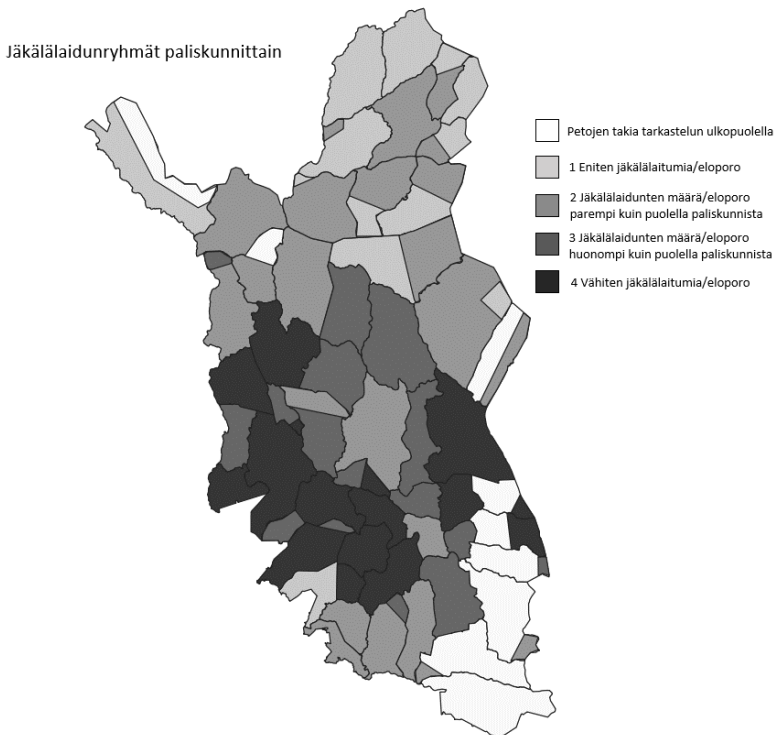 Jäkälälaidunryhmät paliskunnittain
Petojen takia tarkastelun ulkopuolella
1 Eniten jäkälälaitumia/eloporo
2 Jäkälälaidunten määrä/eloporo
parempi kuin puolella paliskunnista
3 Jäkälälaidunten määrä/eloporo
huonompi kuin puolella paliskunnista
4 Vähiten jäkälälaitumia/eloporo